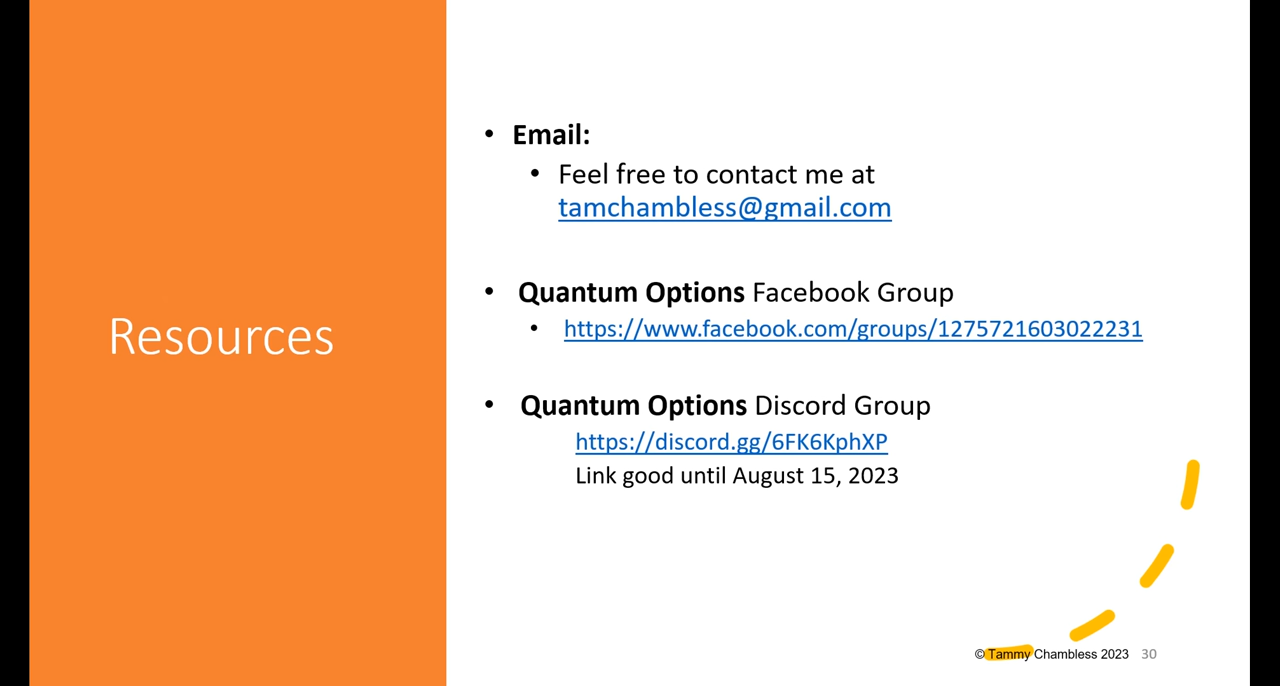 Resources
• Email:
• Feel free to contact me at
tamchambless@gmail.com
• Quantum Options Facebook Group
• https://www.facebook.com/groups/1275721603022231
• Quantum Options Discord Group
https://discord.gg/6FK6KphXP
Link good until August 15, 2023
© Tammy Chambless 2023 30